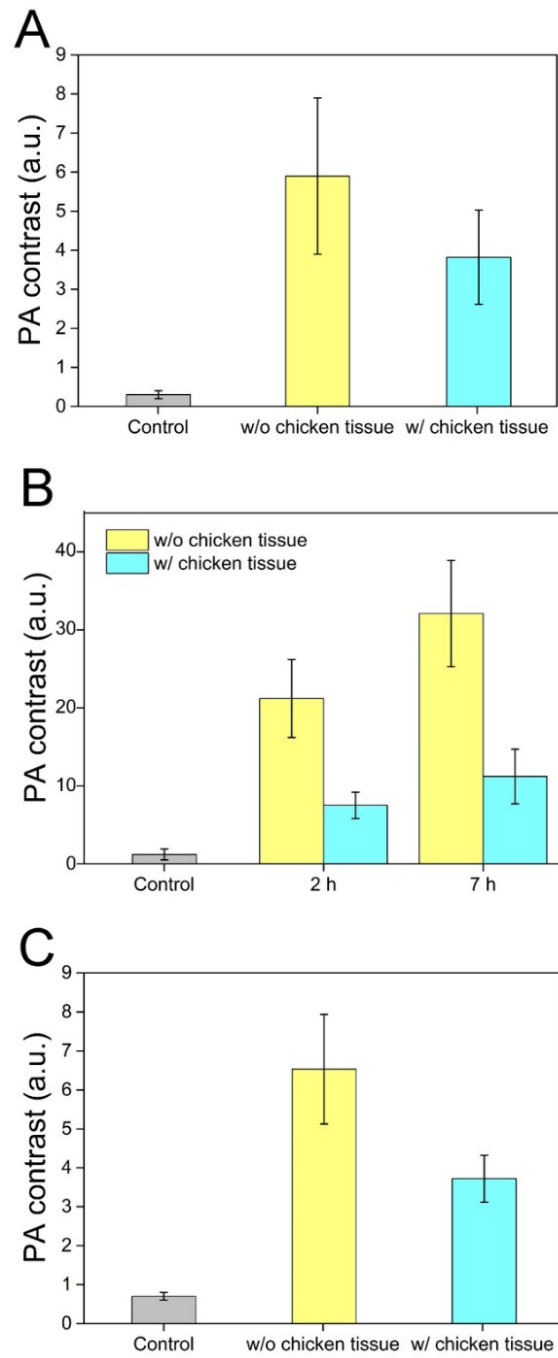 A
PA contrast (a.u.)
9
8
7
6
5
4
3
2
1
0
Control w/o chicken tissue w/ chicken tissue
B
PA contrast (a.u.)
w/o chicken tissue
w/ chicken tissue
40
30
20
10
0
Control 2 h 7 h
C
PA contrast (a.u.)
9
8
7
6
5
4
3
2
1
0
Control w/o chicken tissue w/ chicken tissue